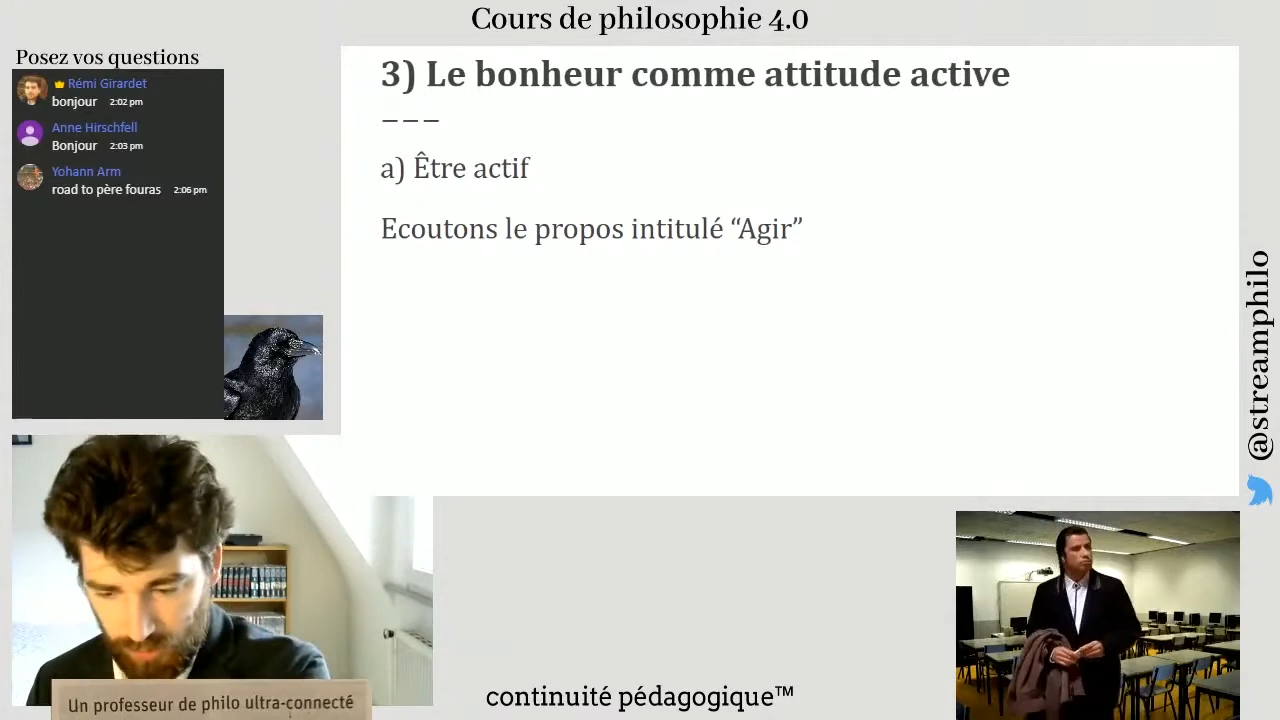 Cours de philosophie 4.0
Posez vos questions
Rémi Girardet
bonjour 2:02 pm
Anne Hirschfell
Bonjour 2:03 pm
Yohann Arm
road to père fouras 2:06 pm
3) Le bonheur comme attitude active
–––
a) Être actif
Ecoutons le propos intitulé “Agir”
@streamphilo
Un professeur de philo ultra-connecté
continuité pédagogique™